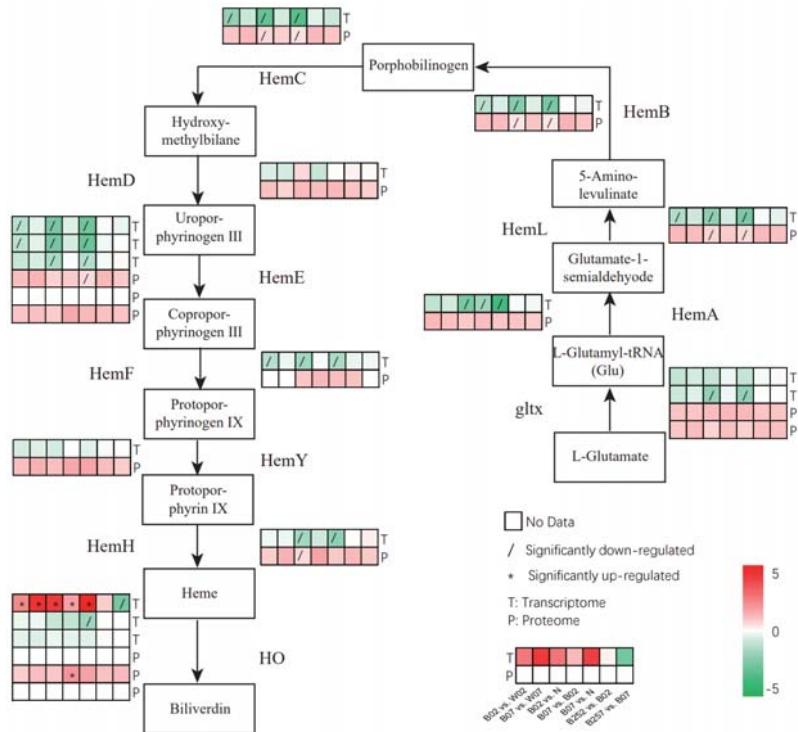 T
P
HemC
Porphobilinogen
T
P
HemB
Hydroxy-
methylbilane
HemD
T
P
5-Amino-
levulinate
T
T
T
P
P
P
Uropor-
phyrinogen III
HemL
T
P
HemE
Glutamate-1-
semialdehyode
T
P
HemA
Copropor-
phyrinogen III
HemF
T
P
L-Glutamyl-tRNA
(Glu)
T
T
P
P
Protopor-
phyrinogen IX
gltx
T
P
HemY
L-Glutamate
Protopor-
phyrin IX
HemH
T
P
No Data
/ Significantly down-regulated
* Significantly up-regulated
T: Transcriptome
P: Proteome
5
0
-5
T
T
T
P
P
P
Heme
HO
Biliverdin
T
P
B02 vs. W02
B07 vs. W07
B02 vs. N
B07 vs. B02
B07 vs. N
B252 vs. B02
B257 vs. B07